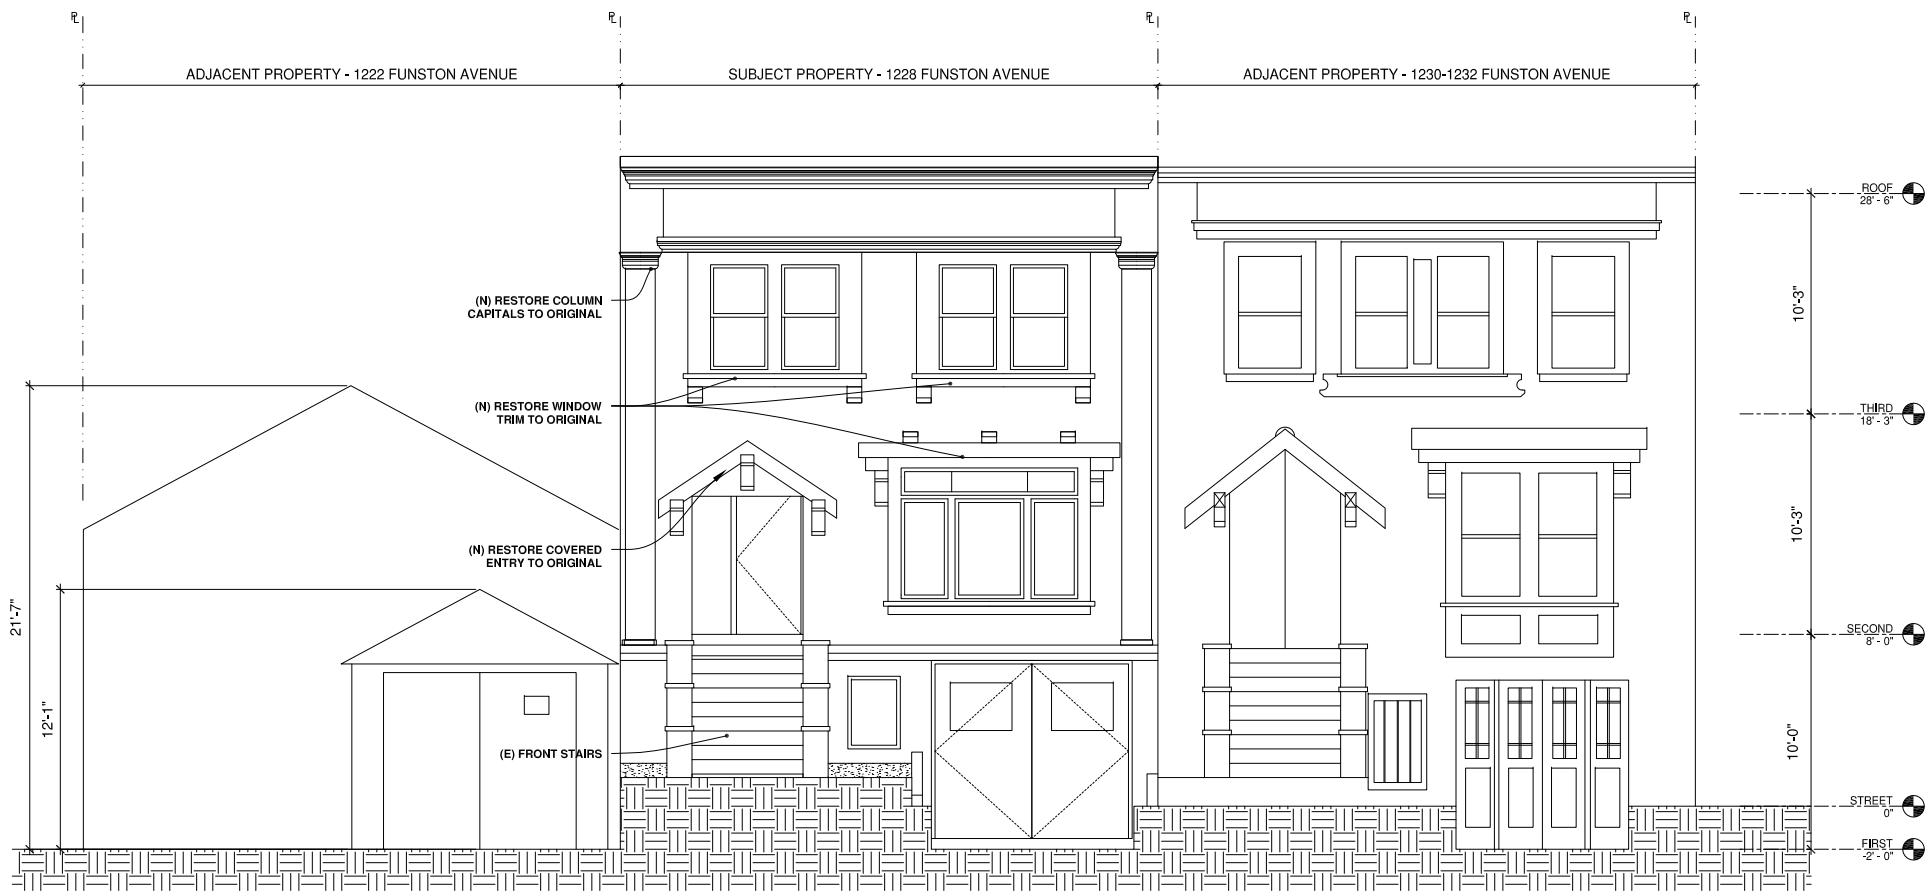 PL
PL
PL
PL
ADJACENT PROPERTY - 1222 FUNSTON AVENUE
SUBJECT PROPERTY - 1228 FUNSTON AVENUE
ADJACENT PROPERTY - 1230-1232 FUNSTON AVENUE
ROOF
28' - 6"
(N) RESTORE COLUMN
CAPITALS TO ORIGINAL
10'-3"
(N) RESTORE WINDOW
TRIM TO ORIGINAL
THIRD
18' - 3"
(N) RESTORE COVERED
ENTRY TO ORIGINAL
10'-3"
21'-7"
SECOND
8' - 0"
12'-1"
(E) FRONT STAIRS
10'-0"
STREET
0"
FIRST
-2' - 0"